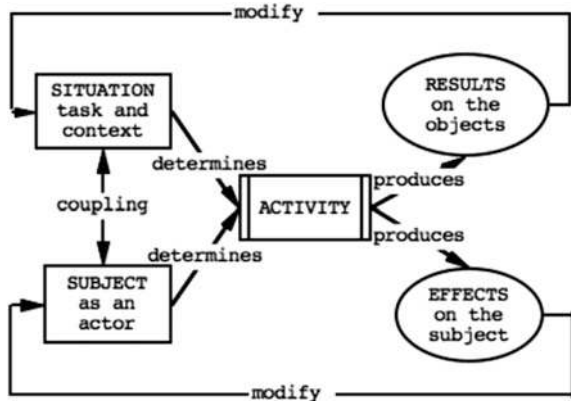 modify
SITUATION
task and
context
RESULTS
on the
objects
determines
produces
coupling
ACTIVITY
determines
produces
SUBJECT
as an
actor
EFFECTS
on the
subject
modify